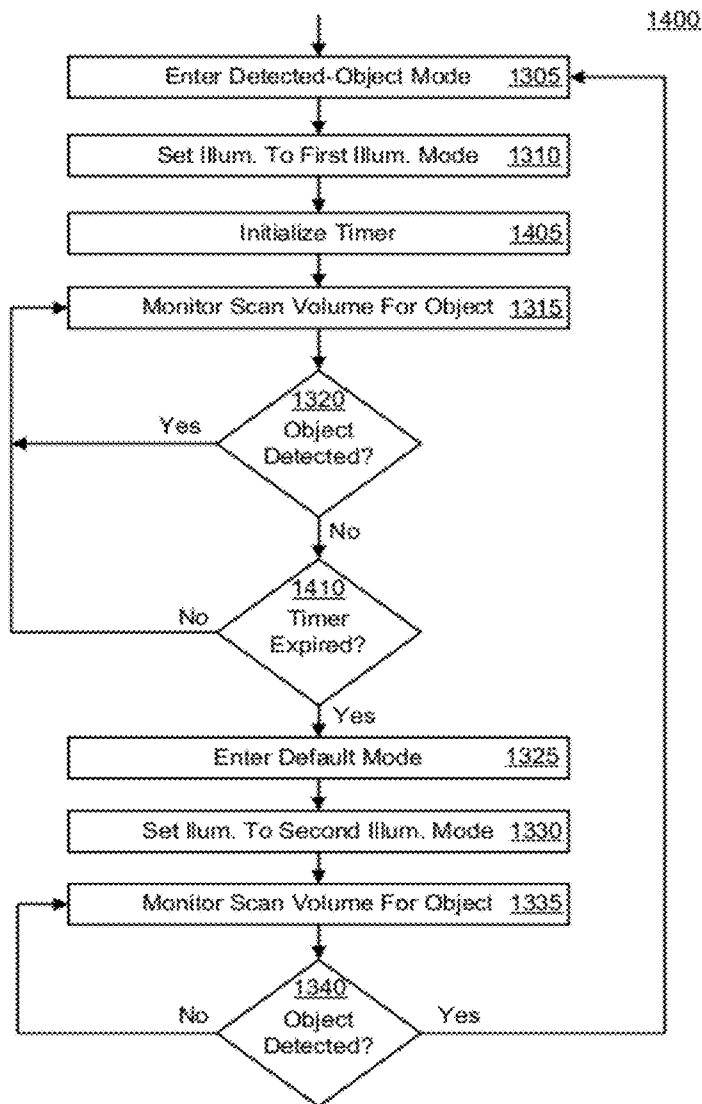 1400
Enter Detected-Object Mode 1305
Set Illum. To First Illum. Mode 1310
Initialize Timer 1405
Monitor Scan Volume For Object 1315
1320
Yes
Object
Detected?
No
1410
No
Timer
Expired?
Yes
Enter Default Mode 1325
Set Ilum. To Second Illum. Mode 1330
Monitor Scan Volume For Object 1335
1340
No
Yes
Object
Detected?